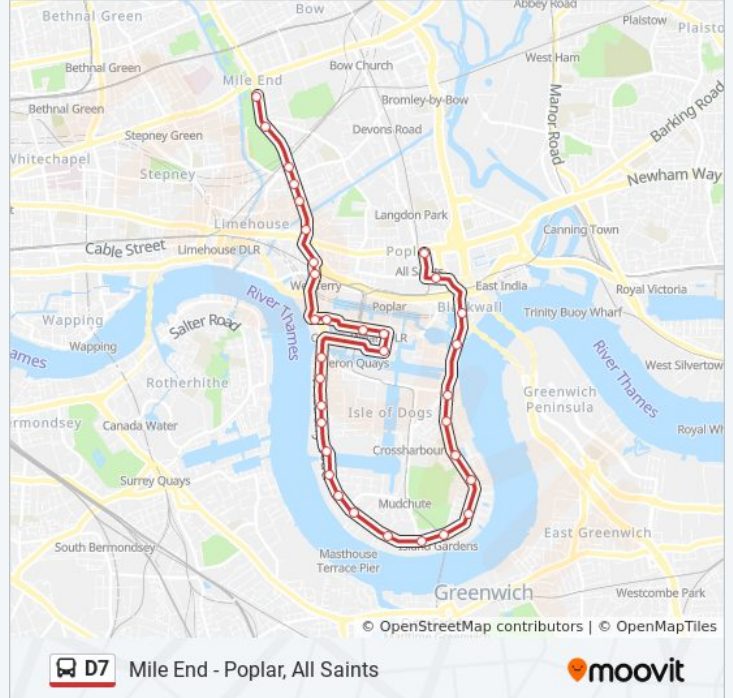 Abbey Road
Bethnal Green
Bow
Plaistow
Plaisto
West Ham
Bethnal Green
Bow Church
Mile End
Bromley-by-Bow
Manor Road
Barking Road
Bethnal Green
Devons Road
Stepney Green
Whitechapel
Stepney
Newham Way
Langdon Park
Limehouse
Canning Town
Cable Street
Limehouse DLR
All Sa
East India
River Thames
Royal Victoria
Poplar
Blackwall
Trinity Buoy Wharf
Wapping
Salter Road
Wapping
River Thames
ames
West Silvertow
Rotherhithe
Greenwich
Peninsula
Isle of Dogs
ermondsey
Canada Water
Royal Wh
Crossharbour
Surrey Quays
Mudchute
East Greenwich
South Bermondsey
Island Gardens
Masthouse
Terrace Pier
Greenwich
Westcombe Park
© OpenStreetMap contributors | © OpenMapTiles
D7 Mile End - Poplar, All Saints
moovit